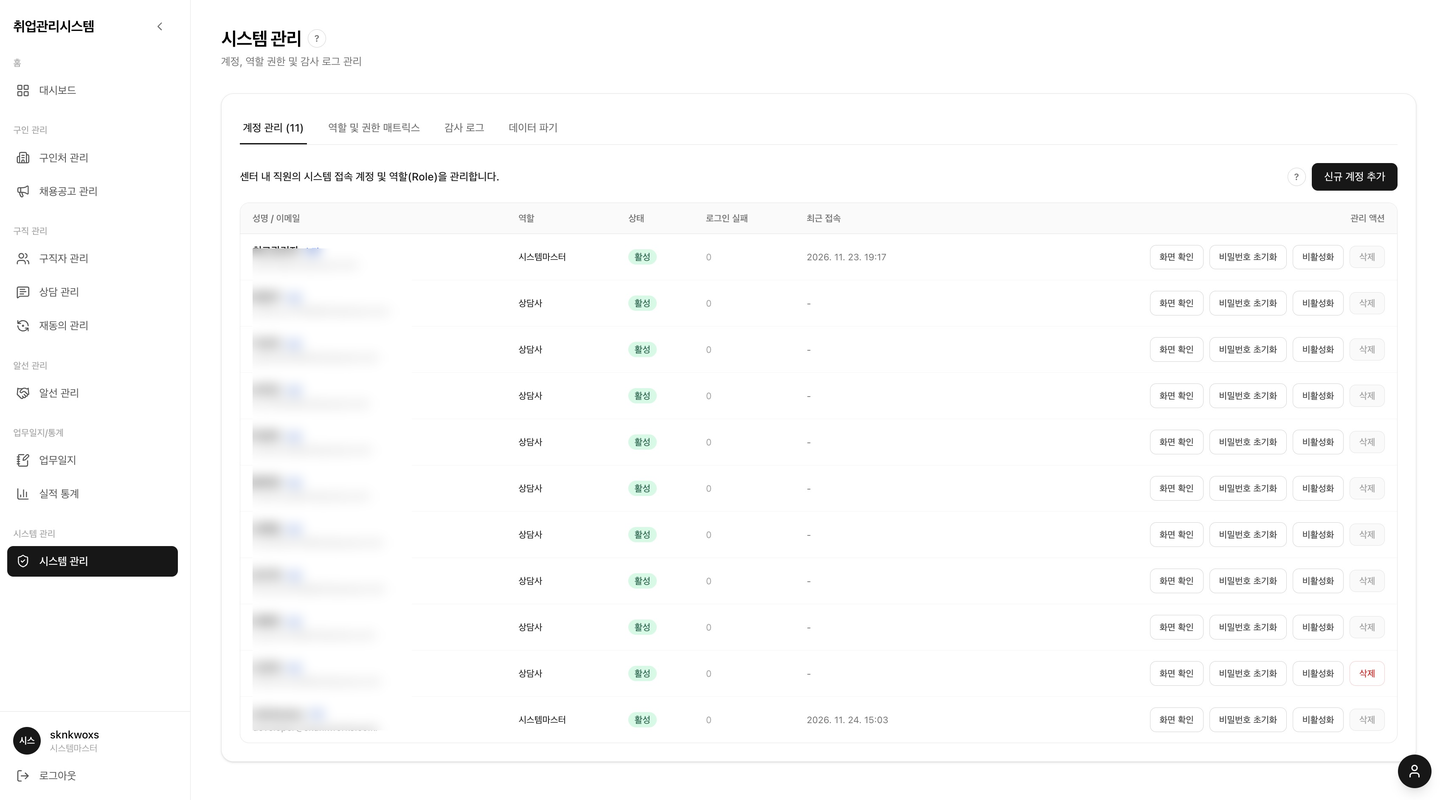 취업관리시스템
홈
대시보드
구인 관리
구인처 관리
채용공고 관리
구직 관리
구직자 관리
상담 관리
재동의 관리
알선 관리
알선 관리
업무일지/통계
업무일지
실적 통계
시스템 관리
시스템 관리
시스
sknkwoxs
시스템마스터
로그아웃
시스템 관리 ?
계정, 역할 권한 및 감사 로그 관리
계정 관리 (11) 역할 및 권한 매트릭스 감사 로그 데이터 파기
센터 내 직원의 시스템 접속 계정 및 역할(Role)을 관리합니다. ? 신규 계정 추가
성명 / 이메일 역할 상태 로그인 실패 최근 접속 관리 액션
시스템마스터 활성 0 2026. 11. 23. 19:17 화면 확인 비밀번호 초기화 비활성화 삭제
상담사 활성 0 - 화면 확인 비밀번호 초기화 비활성화 삭제
상담사 활성 0 - 화면 확인 비밀번호 초기화 비활성화 삭제
상담사 활성 0 - 화면 확인 비밀번호 초기화 비활성화 삭제
상담사 활성 0 - 화면 확인 비밀번호 초기화 비활성화 삭제
상담사 활성 0 - 화면 확인 비밀번호 초기화 비활성화 삭제
상담사 활성 0 - 화면 확인 비밀번호 초기화 비활성화 삭제
상담사 활성 0 - 화면 확인 비밀번호 초기화 비활성화 삭제
상담사 활성 0 - 화면 확인 비밀번호 초기화 비활성화 삭제
상담사 활성 0 - 화면 확인 비밀번호 초기화 비활성화 삭제
시스템마스터 활성 0 2026. 11. 24. 15:03 화면 확인 비밀번호 초기화 비활성화 삭제